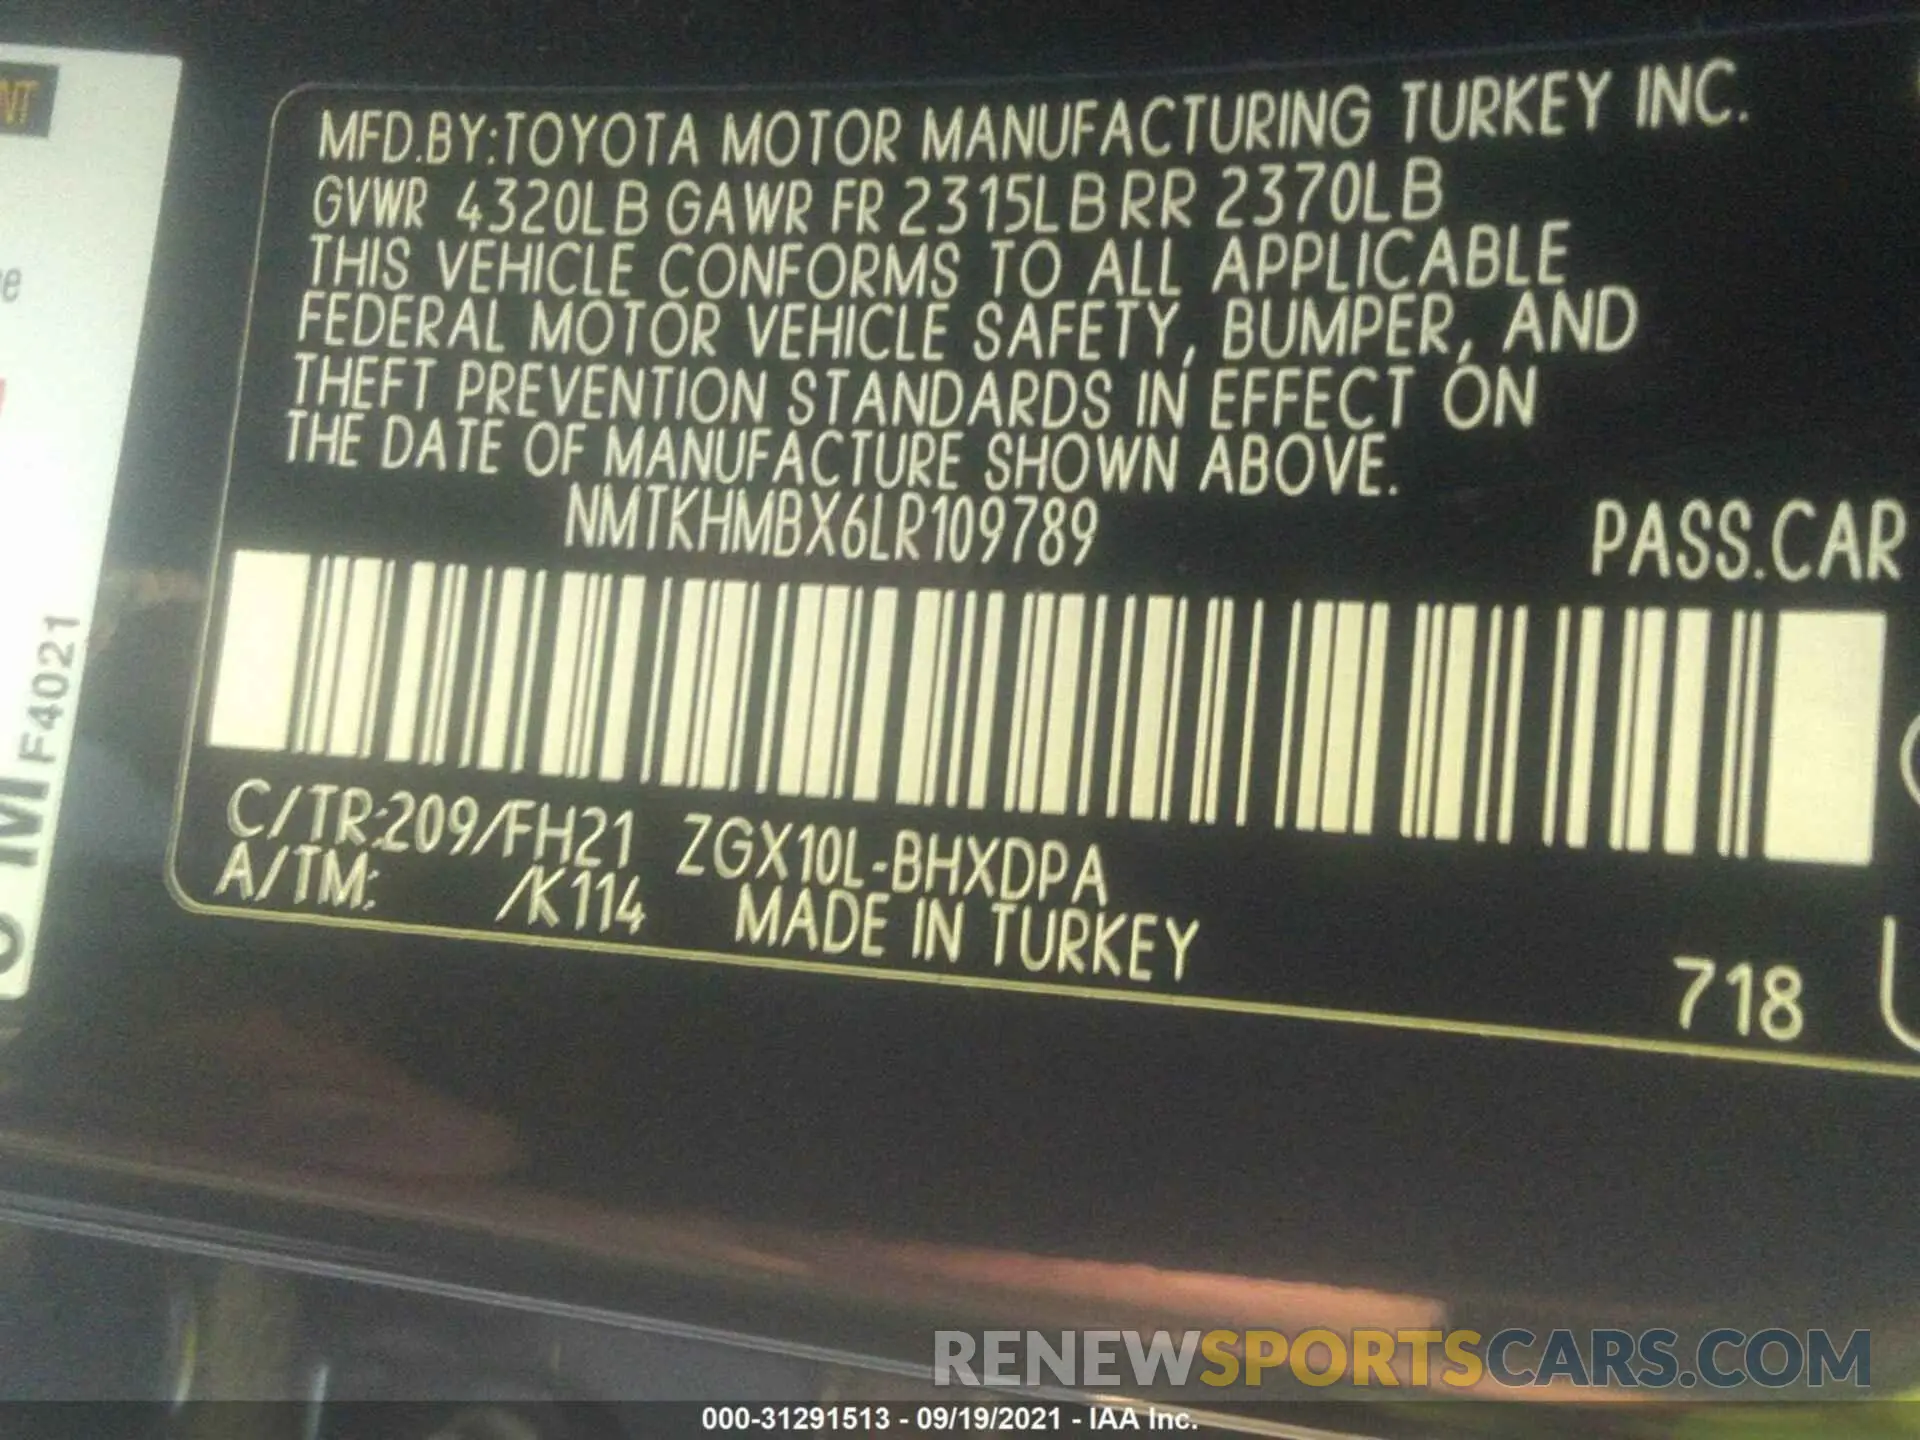 NT
MFD.BY:TOYOTA MOTOR MANUFACTURING TURKEY INC.
GVWR 4320LB GAWR FR 2315LB RR 2370LB
THIS VEHICLE CONFORMS TO ALL APPLICABLE
FEDERAL MOTOR VEHICLE SAFETY, BUMPER, AND
THEFT PREVENTION STANDARDS IN EFFECT ON
THE DATE OF MANUFACTURE SHOWN ABOVE.
NMTKHMBX6LR109789
PASS.CAR
F4021
C/TR:209/FH21 ZGX10L-BHXDPA
A/TM: /K114 MADE IN TURKEY
718
RENEWSPORTSCARS.COM
000-31291513 - 09/19/2021 - IAA Inc.